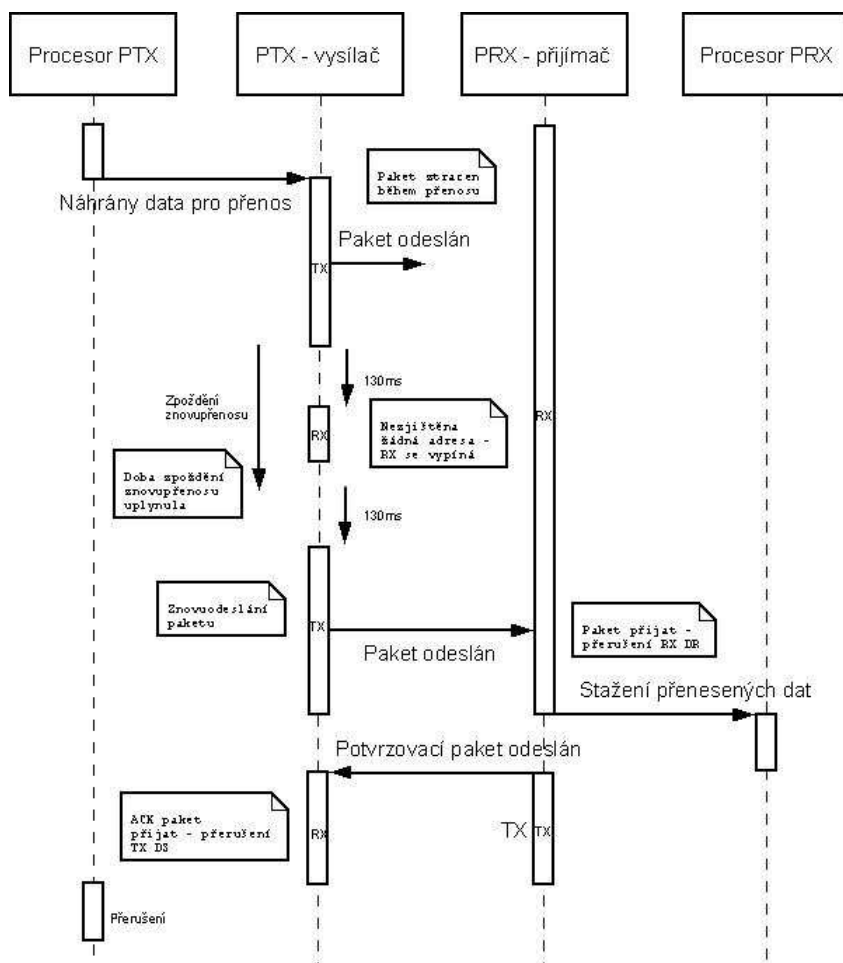 Procesor PTX
PTX - vysílač
PRX - přijímač
Procesor PRX
Paket stracen
během přenosu
Náhrány data pro přenos
Paket odeslán
TX
130ms
Zpoždění
znovupřenosu
RX
RX
Nezjištěna
žádná adresa -
RX se vypíná
Doba zpoždění
znovupřenosu
uplynula
130ms
Znovuodeslání
paketu
TX
Paket odeslán
Paket přijat -
přerušení RX DR
Stažení přenesených dat
Potvrzovací paket odeslán
ACK paket
přijat - přerušení
TX DS
RX
TX
TX
Přerušení